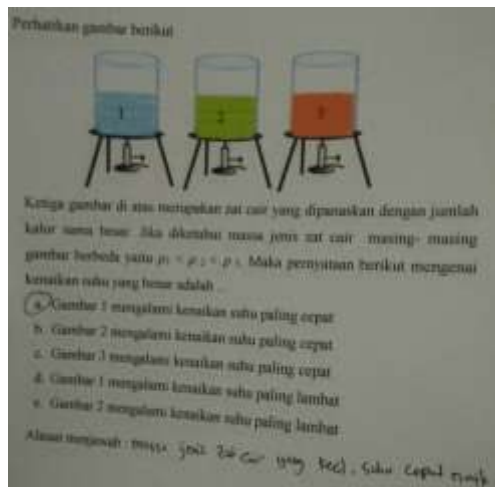 Perhatikan gambar berikut
1 2 3
Ketiga gambar di atas merupakan zat cair yang dipanaskan dengan jumlah
kalor sama besar. Jika diketahui massa jenis zat cair masing- masing
gambar berbeda yaitu ρ₁ < ρ₂ < ρ₃. Maka pernyataan berikut mengenai
kenaikan suhu yang benar adalah ...
a. Gambar 1 mengalami kenaikan suhu paling cepat
b. Gambar 2 mengalami kenaikan suhu paling cepat
c. Gambar 3 mengalami kenaikan suhu paling cepat
d. Gambar 1 mengalami kenaikan suhu paling lambat
e. Gambar 2 mengalami kenaikan suhu paling lambat
Alasan menjawab : massa jenis zat cair yang kecil, suhu cepat naik